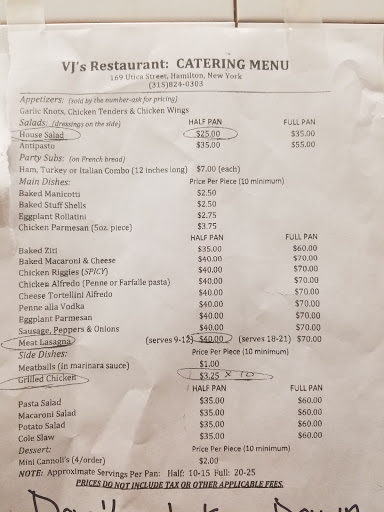 VJ's Restaurant: CATERING MENU
169 Utica Street, Hamilton, New York
(315)824-0303
Appetizers: (sold by the number-ask for pricing)
Garlic Knots, Chicken Tenders & Chicken Wings
Salads: (dressings on the side) HALF PAN FULL PAN
House Salad $25.00 $35.00
Antipasto $35.00 $55.00
Party Subs: (on French bread)
Ham, Turkey or Italian Combo (12 inches long) $7.00 (each)
Main Dishes: Price Per Piece (10 minimum)
Baked Manicotti $2.50
Baked Stuff Shells $2.50
Eggplant Rollatini $2.75
Chicken Parmesan (5oz. piece) $3.75
HALF PAN FULL PAN
Baked Ziti $35.00 $60.00
Baked Macaroni & Cheese $40.00 $70.00
Chicken Riggies (SPICY) $40.00 $70.00
Chicken Alfredo (Penne or Farfalle pasta) $40.00 $70.00
Cheese Tortellini Alfredo $40.00 $70.00
Penne alla Vodka $40.00 $70.00
Eggplant Parmesan $40.00 $70.00
Sausage, Peppers & Onions $40.00 $70.00
Meat Lasagna (serves 9-12) $40.00 (serves 18-21) $70.00
Side Dishes: Price Per Piece (10 minimum)
Meatballs (in marinara sauce) $1.00
Grilled Chicken $3.25 x 10
HALF PAN FULL PAN
Pasta Salad $35.00 $60.00
Macaroni Salad $35.00 $60.00
Potato Salad $35.00 $60.00
Cole Slaw $35.00 $60.00
Dessert: Price Per Piece (10 minimum)
Mini Cannoli's (4/order) $2.00
NOTE: Approximate Servings Per Pan: Half: 10-15 Full: 20-25
PRICES DO NOT INCLUDE TAX OR OTHER APPLICABLE FEES.